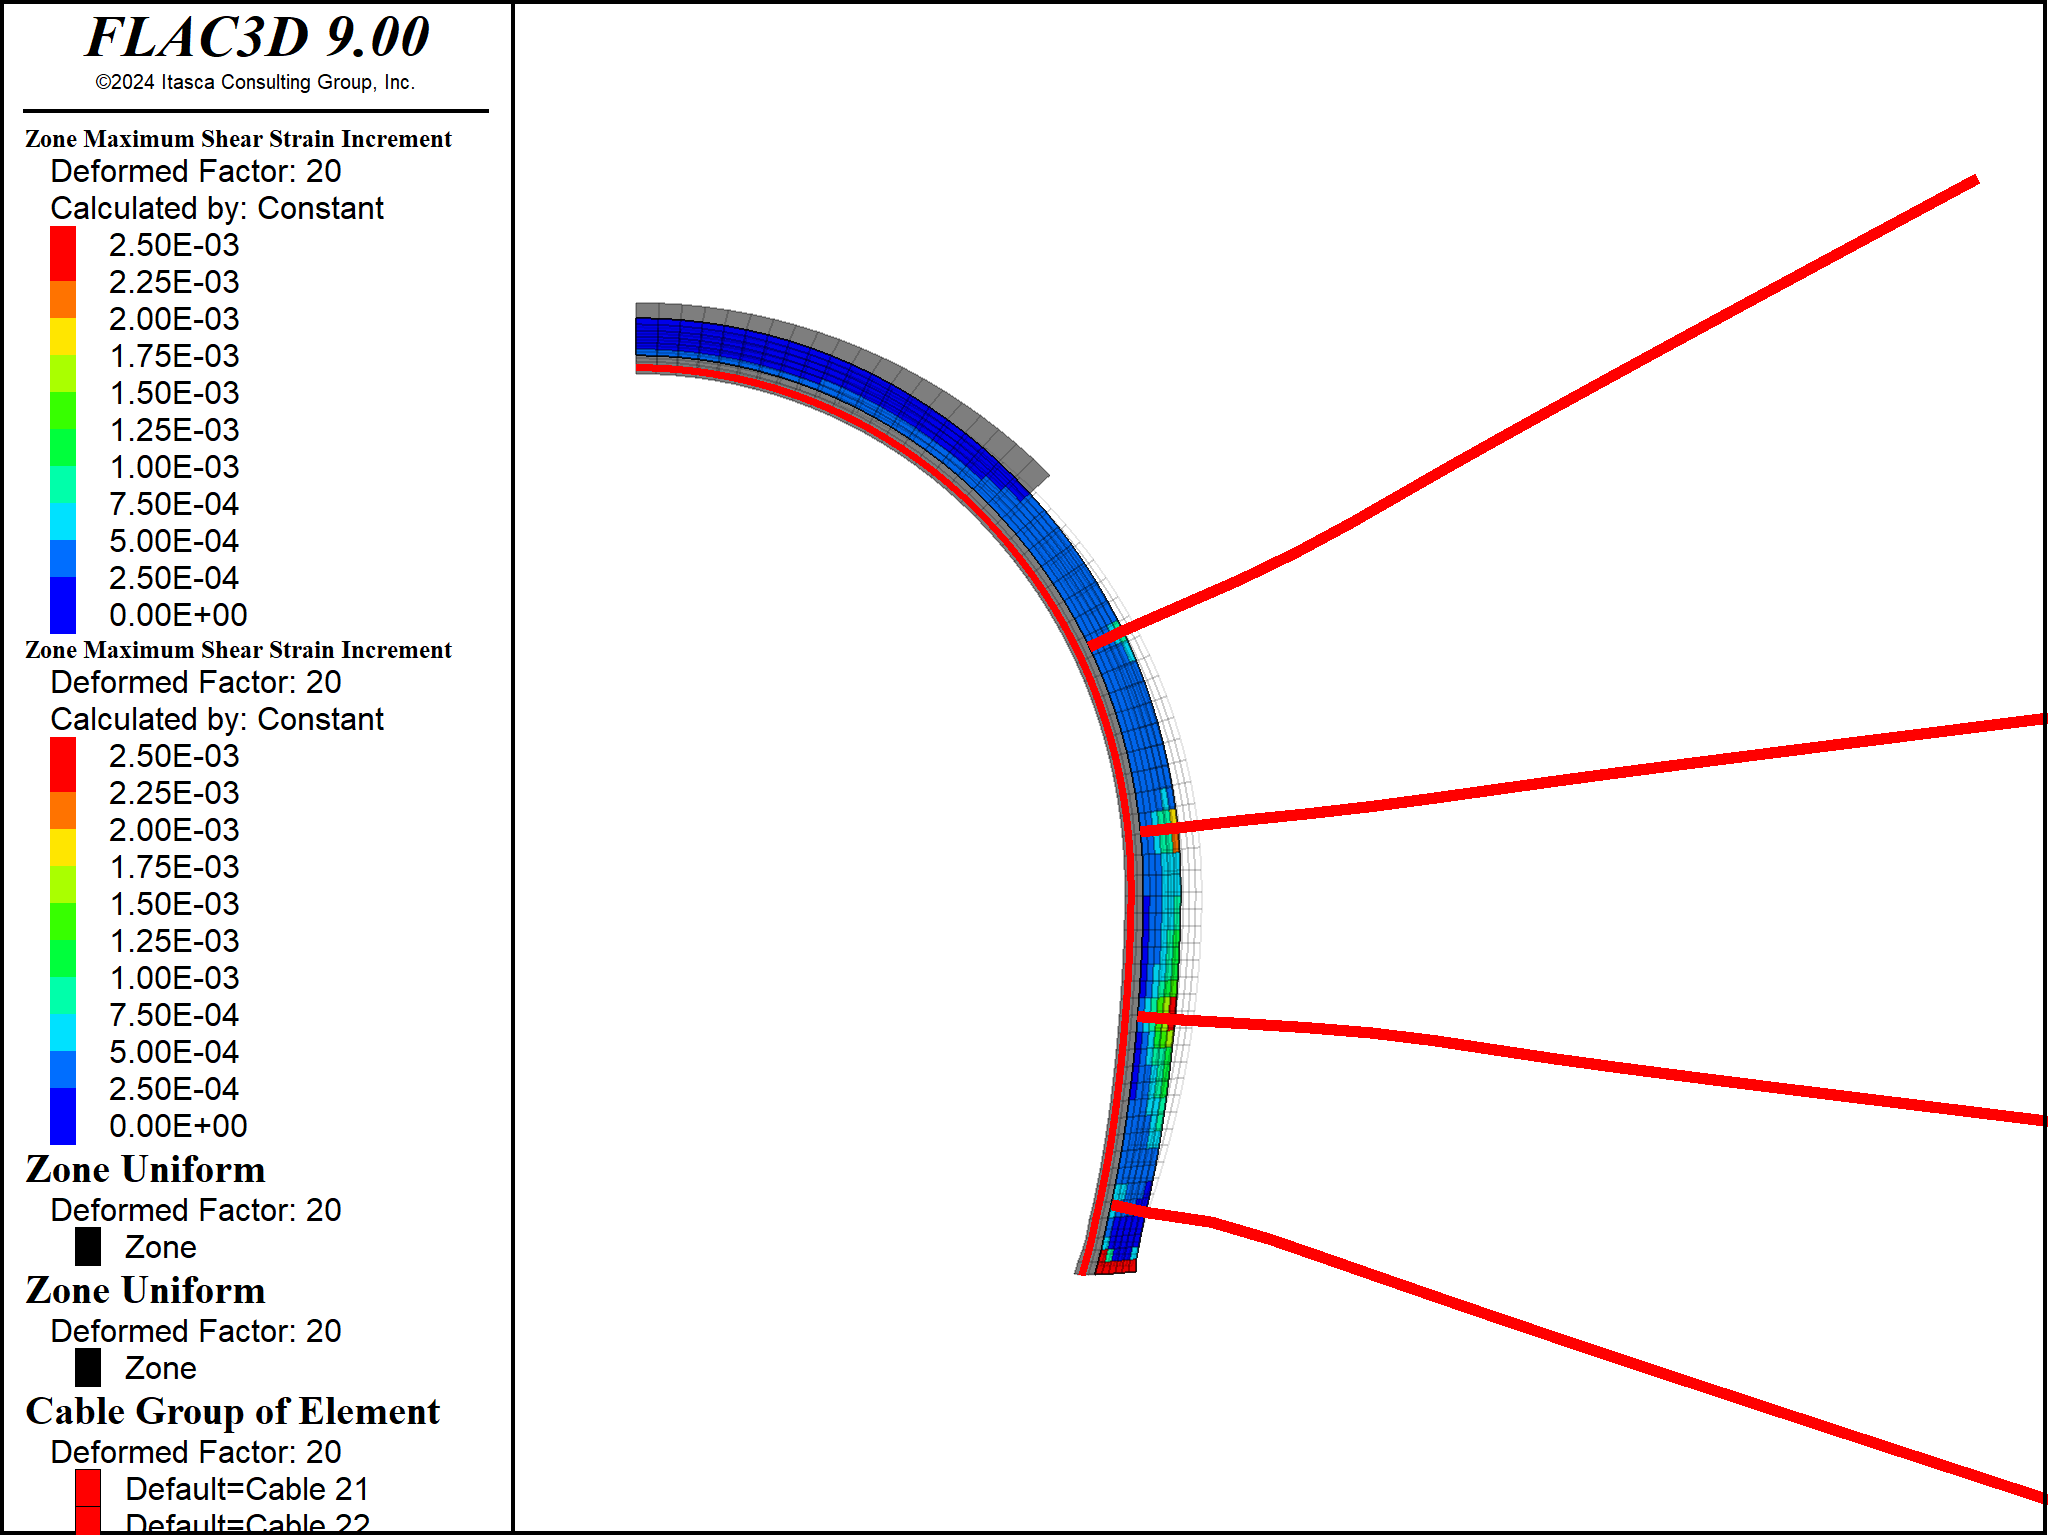 FLAC3D 9.00
©2024 Itasca Consulting Group, Inc.
Zone Maximum Shear Strain Increment
Deformed Factor: 20
Calculated by: Constant
2.50E-03
2.25E-03
2.00E-03
1.75E-03
1.50E-03
1.25E-03
1.00E-03
7.50E-04
5.00E-04
2.50E-04
0.00E+00
Zone Maximum Shear Strain Increment
Deformed Factor: 20
Calculated by: Constant
2.50E-03
2.25E-03
2.00E-03
1.75E-03
1.50E-03
1.25E-03
1.00E-03
7.50E-04
5.00E-04
2.50E-04
0.00E+00
Zone Uniform
Deformed Factor: 20
Zone
Zone Uniform
Deformed Factor: 20
Zone
Cable Group of Element
Deformed Factor: 20
Default=Cable 21
Default=Cable 22